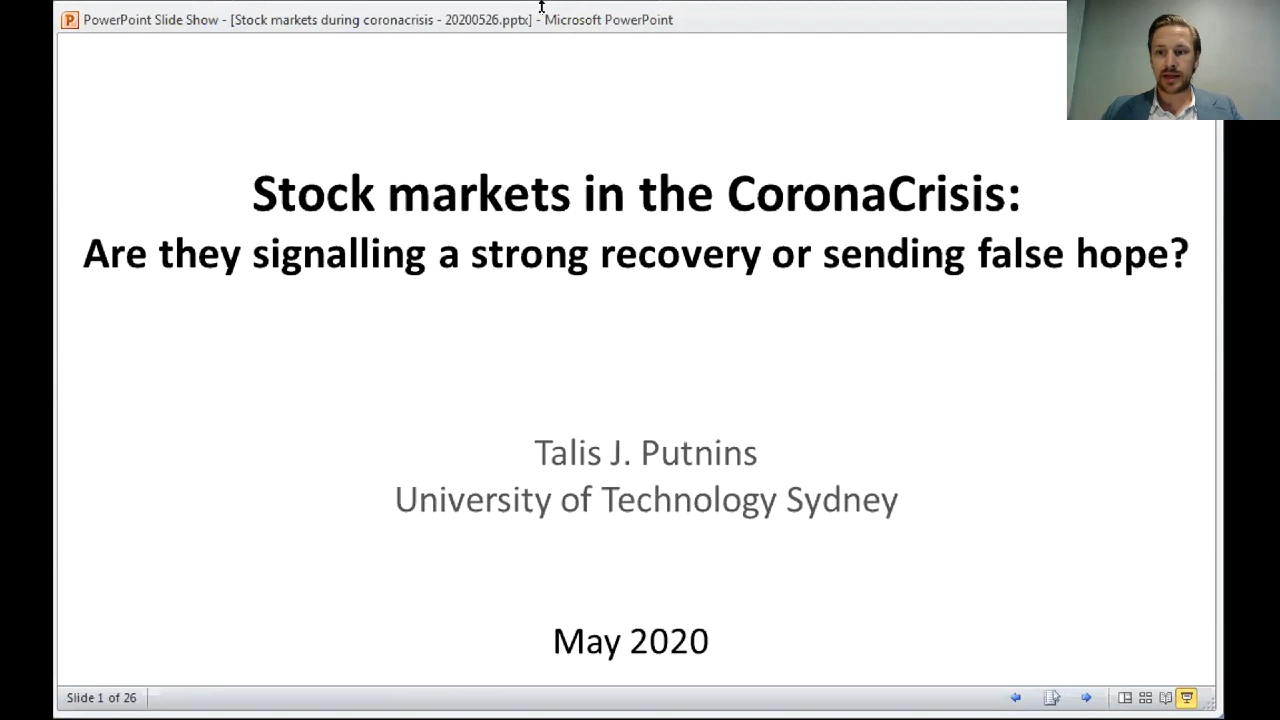 PowerPoint Slide Show - [Stock markets during coronacrisis - 20200526.pptx] - Microsoft PowerPoint
Stock markets in the CoronaCrisis:
Are they signalling a strong recovery or sending false hope?
Talis J. Putnins
University of Technology Sydney
May 2020
Slide 1 of 26